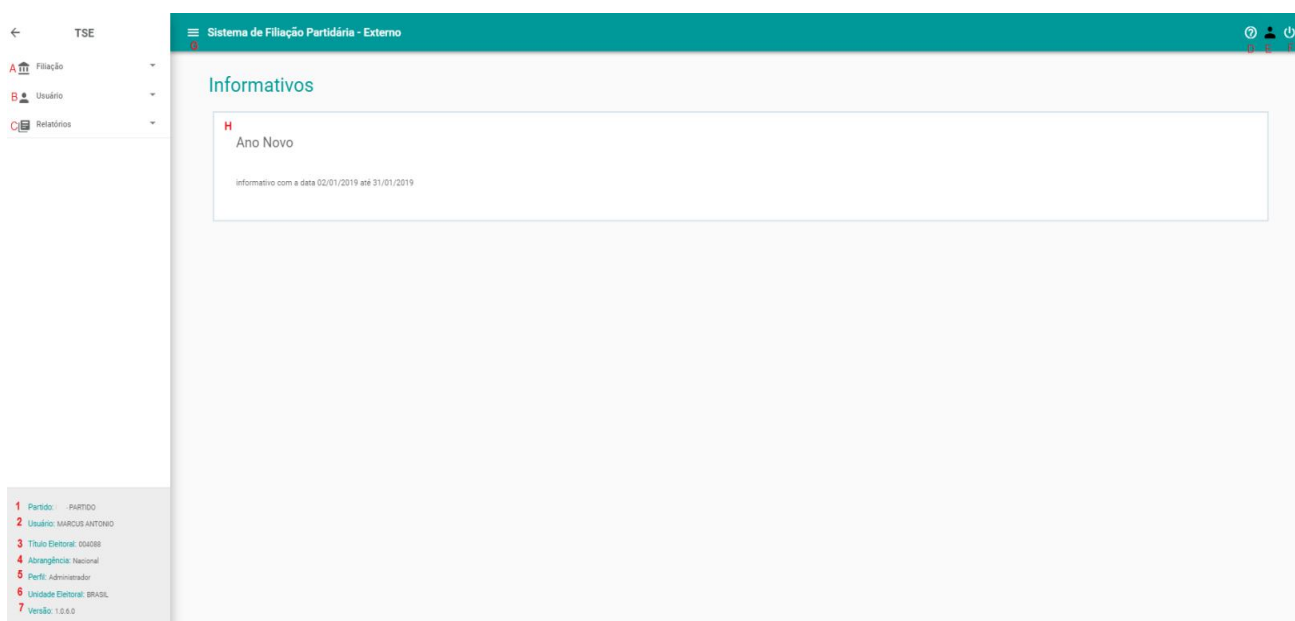 TSE
Sistema de Filiação Partidária - Externo
G
D E F
A Filiação
B Usuário
C Relatórios
Informativos
H
Ano Novo
informativo com a data 02/01/2019 até 31/01/2019
1 Partido: - PARTIDO
2 Usuário: MARCUS ANTONIO
3 Título Eleitoral: 004088
4 Abrangência: Nacional
5 Perfil: Administrador
6 Unidade Eleitoral: BRASIL
7 Versão: 1.0.6.0